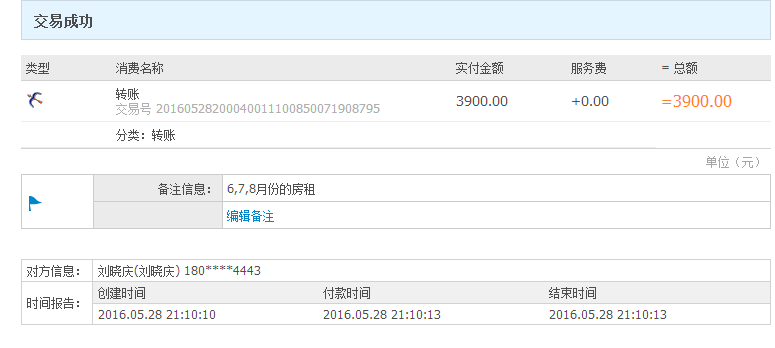 交易成功
类型 消费名称 实付金额 服务费 = 总额
转账 3900.00 +0.00 =3900.00
交易号 20160528200040011100850071908795
分类：转账
单位（元）
备注信息： 6,7,8月份的房租
编辑备注
对方信息： 刘晓庆(刘晓庆) 180****4443
时间报告： 创建时间 付款时间 结束时间
2016.05.28 21:10:10 2016.05.28 21:10:13 2016.05.28 21:10:13